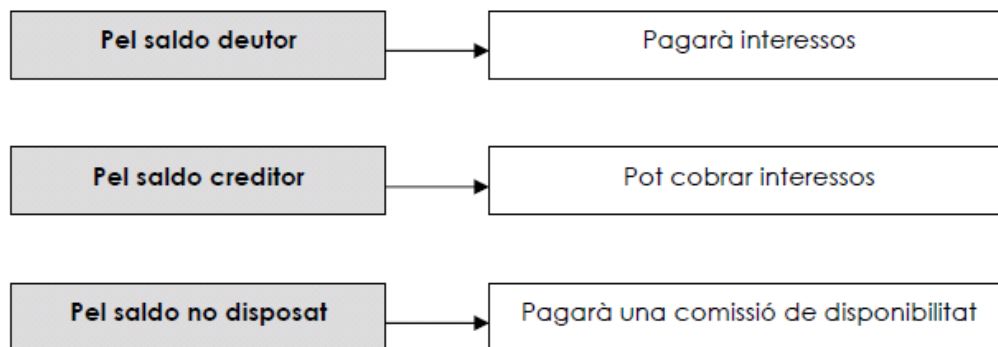 Pel saldo deutor
Pagarà interessos
Pel saldo creditor
Pot cobrar interessos
Pel saldo no disposat
Pagarà una comissió de disponibilitat